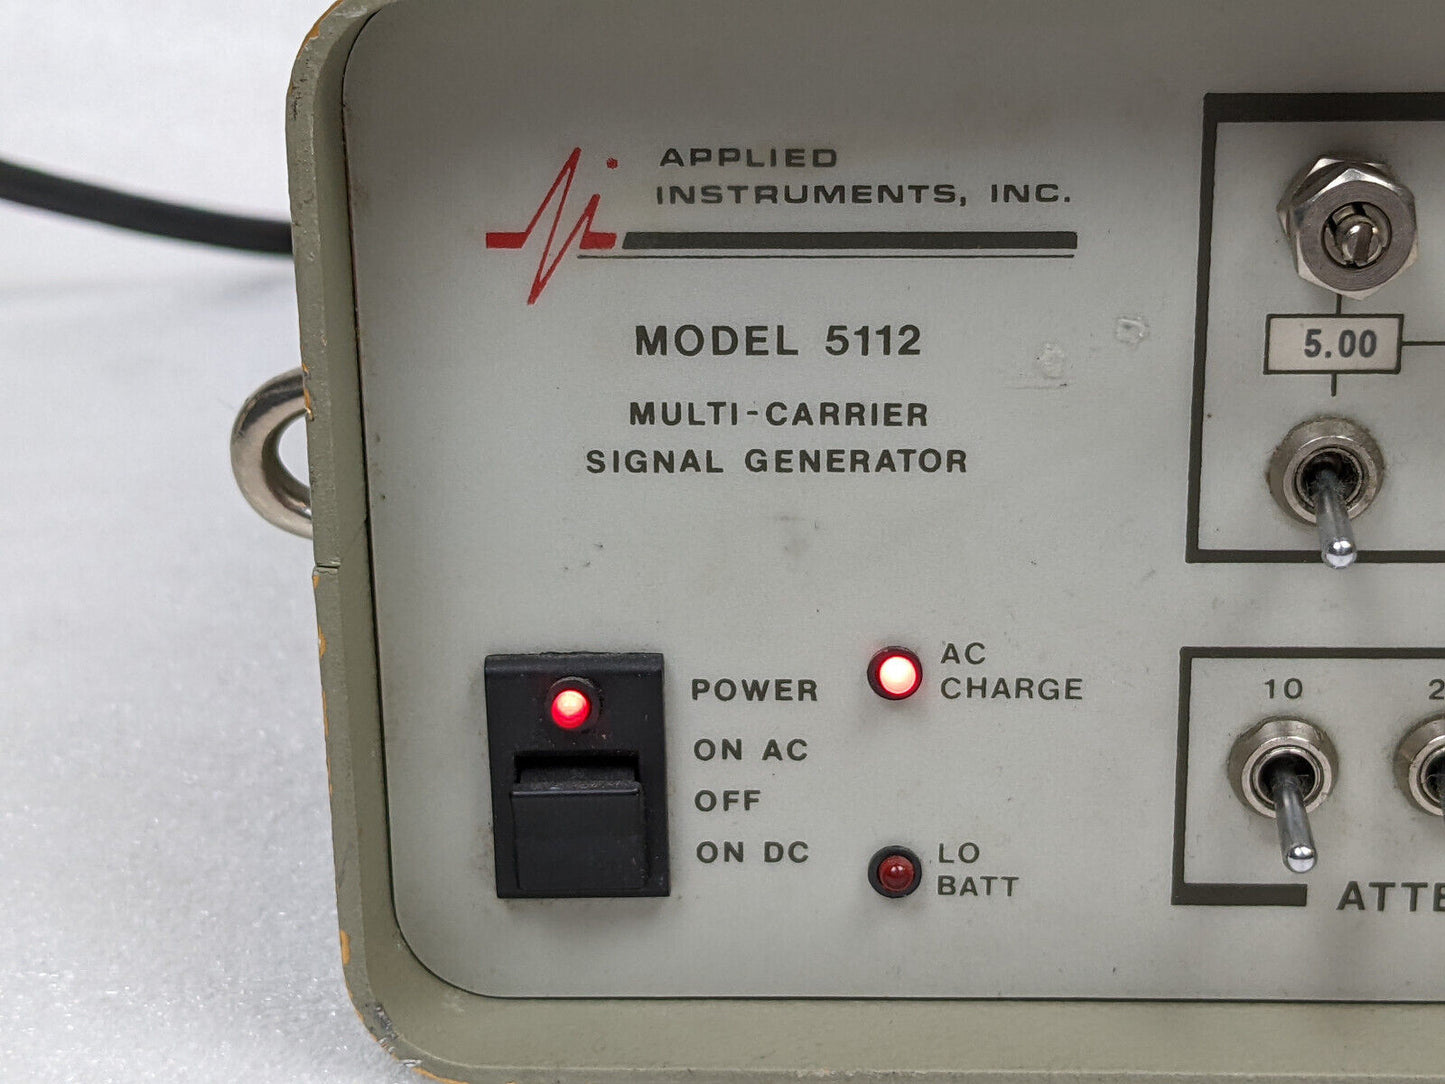 APPLIED
INSTRUMENTS, INC.
MODEL 5112
MULTI-CARRIER
SIGNAL GENERATOR
5.00
POWER
ON AC
OFF
ON DC
AC
CHARGE
LO
BATT
10